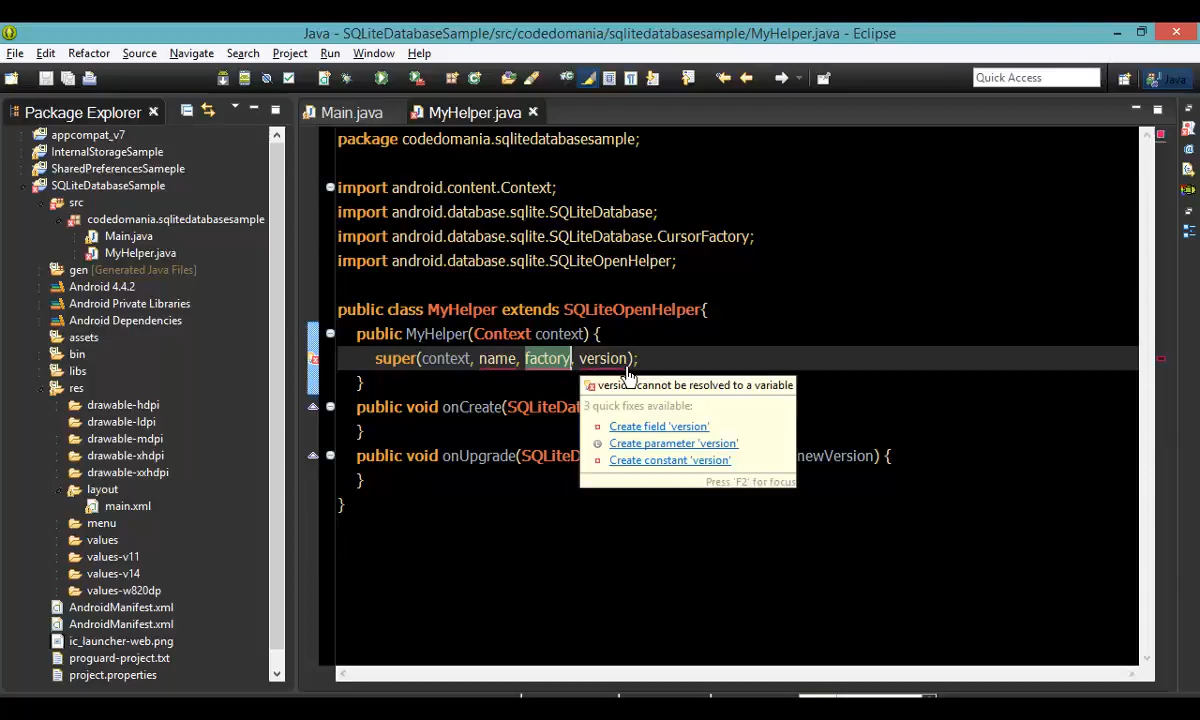 Java - SQLiteDatabaseSample/src/codedomania/sqlitedatabasesample/MyHelper.java - Eclipse
File Edit Refactor Source Navigate Search Project Run Window Help
Quick Access
Java
Package Explorer
Main.java
MyHelper.java
appcompat_v7
InternalStorageSample
SharedPreferencesSameple
SQLiteDatabaseSample
src
codedomania.sqlitedatabasesample
Main.java
MyHelper.java
gen [Generated Java Files]
Android 4.4.2
Android Private Libraries
Android Dependencies
assets
bin
libs
res
drawable-hdpi
drawable-ldpi
drawable-mdpi
drawable-xhdpi
drawable-xxhdpi
layout
main.xml
menu
values
values-v11
values-v14
values-w820dp
AndroidManifest.xml
AndroidManifest.xml
ic_launcher-web.png
proguard-project.txt
project.properties
package codedomania.sqlitedatabasesample;
import android.content.Context;
import android.database.sqlite.SQLiteDatabase;
import android.database.sqlite.SQLiteDatabase.CursorFactory;
import android.database.sqlite.SQLiteOpenHelper;
public class MyHelper extends SQLiteOpenHelper{
public MyHelper(Context context) {
super(context, name, factory, version);
}
public void onCreate(SQLiteDat
}
public void onUpgrade(SQLiteD newVersion) {
}
}
version cannot be resolved to a variable
3 quick fixes available:
Create field 'version'
Create parameter 'version'
Create constant 'version'
Press 'F2' for focus